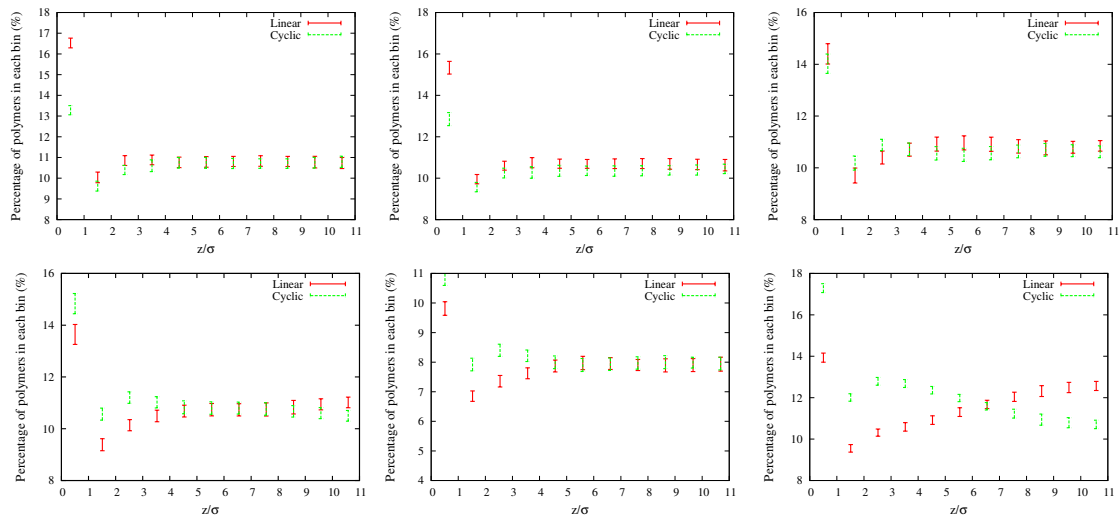 Percentage of polymers in each bin (%)
17
16
15
14
13
12
11
10
9
8
0 1 2 3 4 5 6 7 8 9 10 11
z/σ
Linear
Cyclic
Percentage of polymers in each bin (%)
18
16
14
12
10
8
0 1 2 3 4 5 6 7 8 9 10 11
z/σ
Linear
Cyclic
Percentage of polymers in each bin (%)
16
14
12
10
8
0 1 2 3 4 5 6 7 8 9 10 11
z/σ
Linear
Cyclic
Percentage of polymers in each bin (%)
16
14
12
10
8
0 1 2 3 4 5 6 7 8 9 10 11
z/σ
Linear
Cyclic
Percentage of polymers in each bin (%)
11
10
9
8
7
6
5
4
0 1 2 3 4 5 6 7 8 9 10 11
z/σ
Linear
Cyclic
Percentage of polymers in each bin (%)
18
16
14
12
10
8
0 1 2 3 4 5 6 7 8 9 10 11
z/σ
Linear
Cyclic